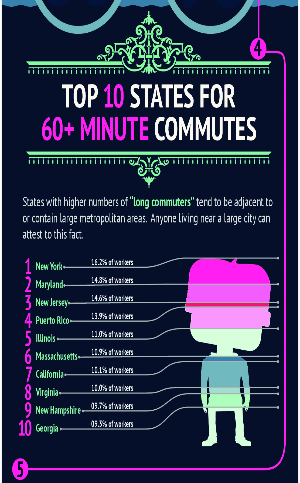 4
TOP 10 STATES FOR
60+ MINUTE COMMUTES
States with higher numbers of "long commuters" tend to be adjacent to
or contain large metropolitan areas. Anyone living near a large city can
attest to this fact.
1 New York 16.2% of workers
2 Maryland 14.8% of workers
3 New Jersey 14.6% of workers
4 Puerto Rico 13.9% of workers
5 Illinois 11.0% of workers
6 Massachusetts 10.9% of workers
7 California 10.1% of workers
8 Virginia 10.0% of workers
9 New Hampshire 09.7% of workers
10 Georgia 09.5% of workers
5